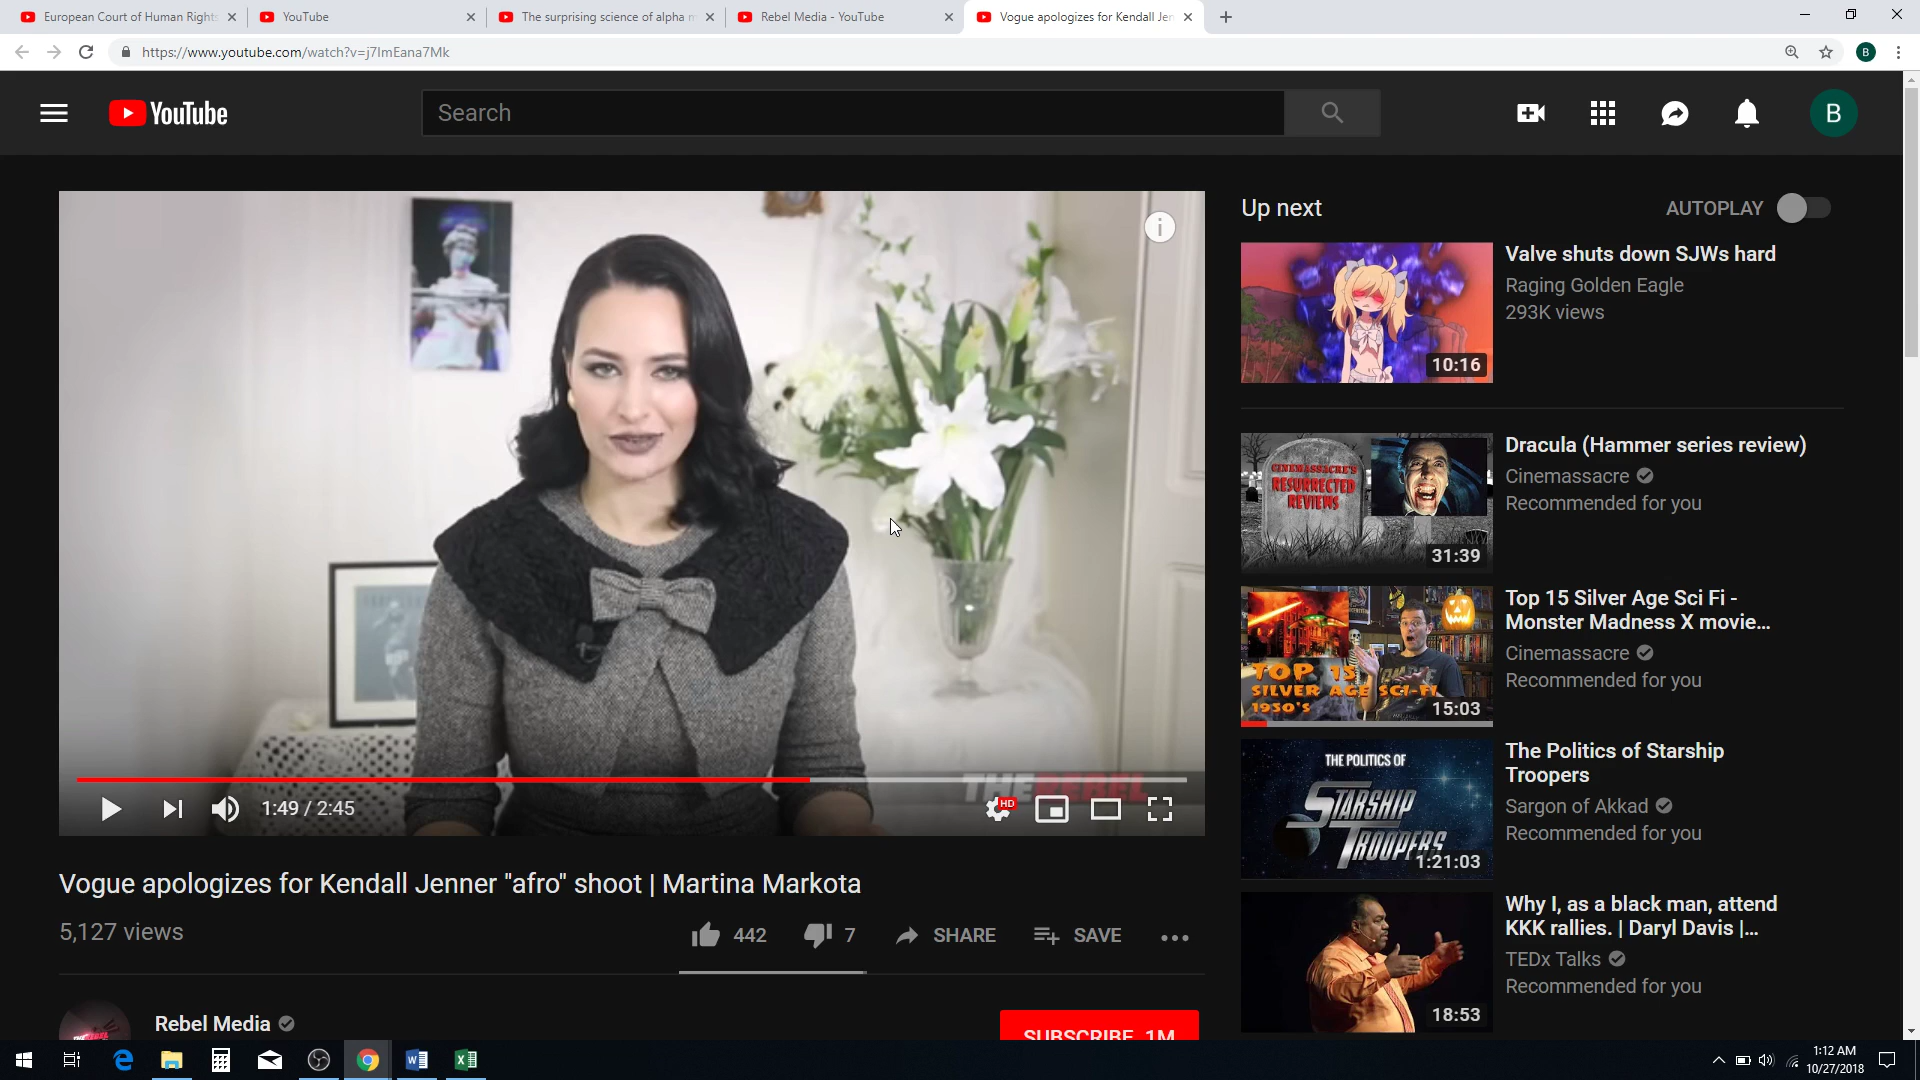 European Court of Human Rights
YouTube
The surprising science of alpha m
Rebel Media - YouTube
Vogue apologizes for Kendall Jen
https://www.youtube.com/watch?v=j7ImEana7Mk
B
YouTube
Search
B
Up next
AUTOPLAY
Valve shuts down SJWs hard
Raging Golden Eagle
293K views
10:16
Dracula (Hammer series review)
Cinemassacre
Recommended for you
CINEMASSACRE'S
RESURRECTED
REVIEWS
31:39
Top 15 Silver Age Sci Fi -
Monster Madness X movie...
Cinemassacre
Recommended for you
TOP 15
SILVER AGE SCI-FI
1950'S
15:03
The Politics of Starship
Troopers
Sargon of Akkad
Recommended for you
THE POLITICS OF
STARSHIP
TROOPERS
1:21:03
Why I, as a black man, attend
KKK rallies. | Daryl Davis |...
TEDx Talks
Recommended for you
18:53
THE REBEL
1:49 / 2:45
HD
Vogue apologizes for Kendall Jenner "afro" shoot | Martina Markota
5,127 views
442
7
SHARE
SAVE
Rebel Media
SUBSCRIBE 1M
1:12 AM
10/27/2018